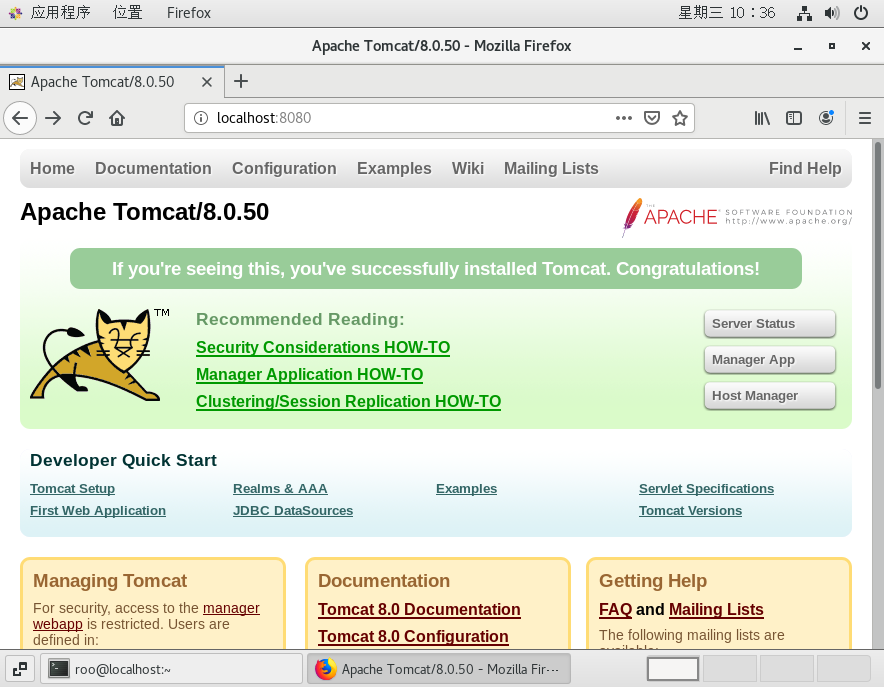 应用程序 位置 Firefox 星期三 10：36
Apache Tomcat/8.0.50 - Mozilla Firefox
Apache Tomcat/8.0.50
localhost:8080
Home Documentation Configuration Examples Wiki Mailing Lists Find Help
Apache Tomcat/8.0.50
THE APACHE SOFTWARE FOUNDATION
http://www.apache.org/
If you're seeing this, you've successfully installed Tomcat. Congratulations!
TM
Recommended Reading:
Security Considerations HOW-TO
Manager Application HOW-TO
Clustering/Session Replication HOW-TO
Server Status
Manager App
Host Manager
Developer Quick Start
Tomcat Setup Realms & AAA Examples Servlet Specifications
First Web Application JDBC DataSources Tomcat Versions
Managing Tomcat
For security, access to the manager
webapp is restricted. Users are
defined in:
Documentation
Tomcat 8.0 Documentation
Tomcat 8.0 Configuration
Getting Help
FAQ and Mailing Lists
The following mailing lists are
available:
roo@localhost:~ Apache Tomcat/8.0.50 - Mozilla Fir···